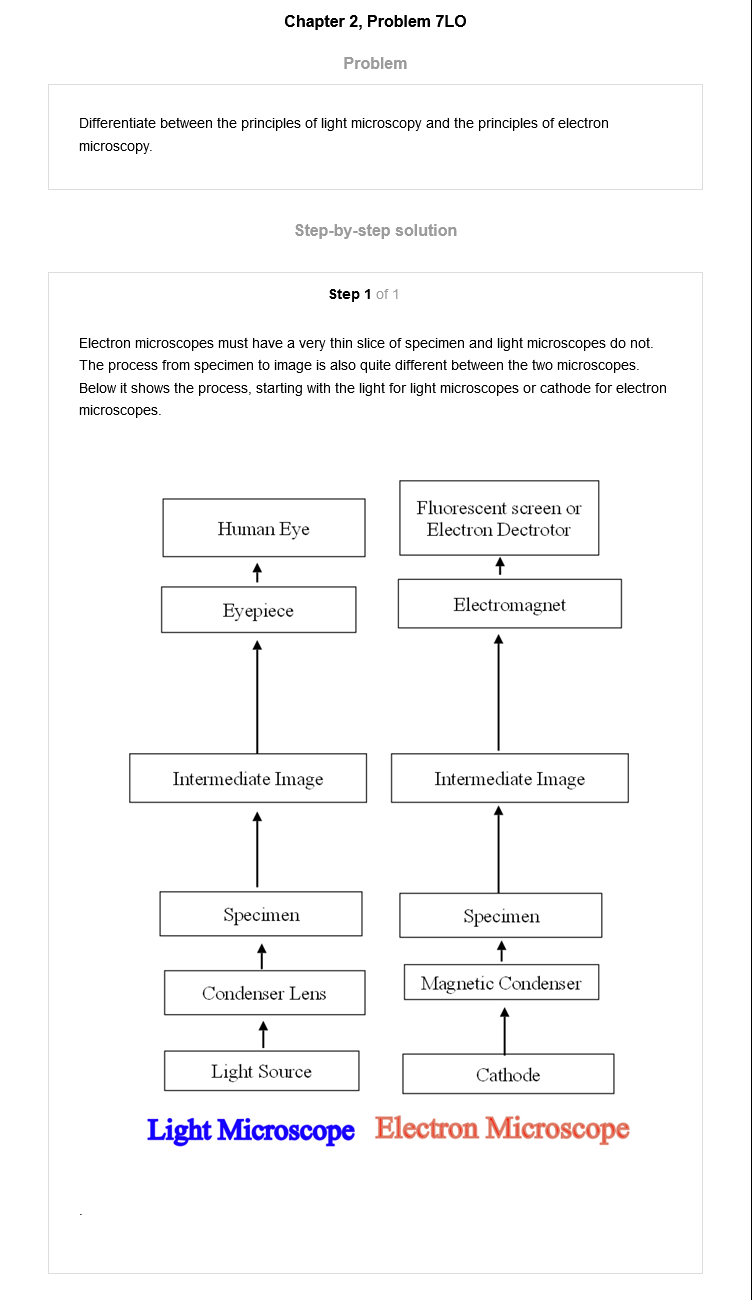 Chapter 2, Problem 7LO
Problem
Differentiate between the principles of light microscopy and the principles of electron
microscopy.
Step-by-step solution
Step 1 of 1
Electron microscopes must have a very thin slice of specimen and light microscopes do not.
The process from specimen to image is also quite different between the two microscopes.
Below it shows the process, starting with the light for light microscopes or cathode for electron
microscopes.
Human Eye
Eyepiece
Intermediate Image
Specimen
Condenser Lens
Light Source
Light Microscope
Fluorescent screen or
Electron Dectrotor
Electromagnet
Intermediate Image
Specimen
Magnetic Condenser
Cathode
Electron Microscope
.